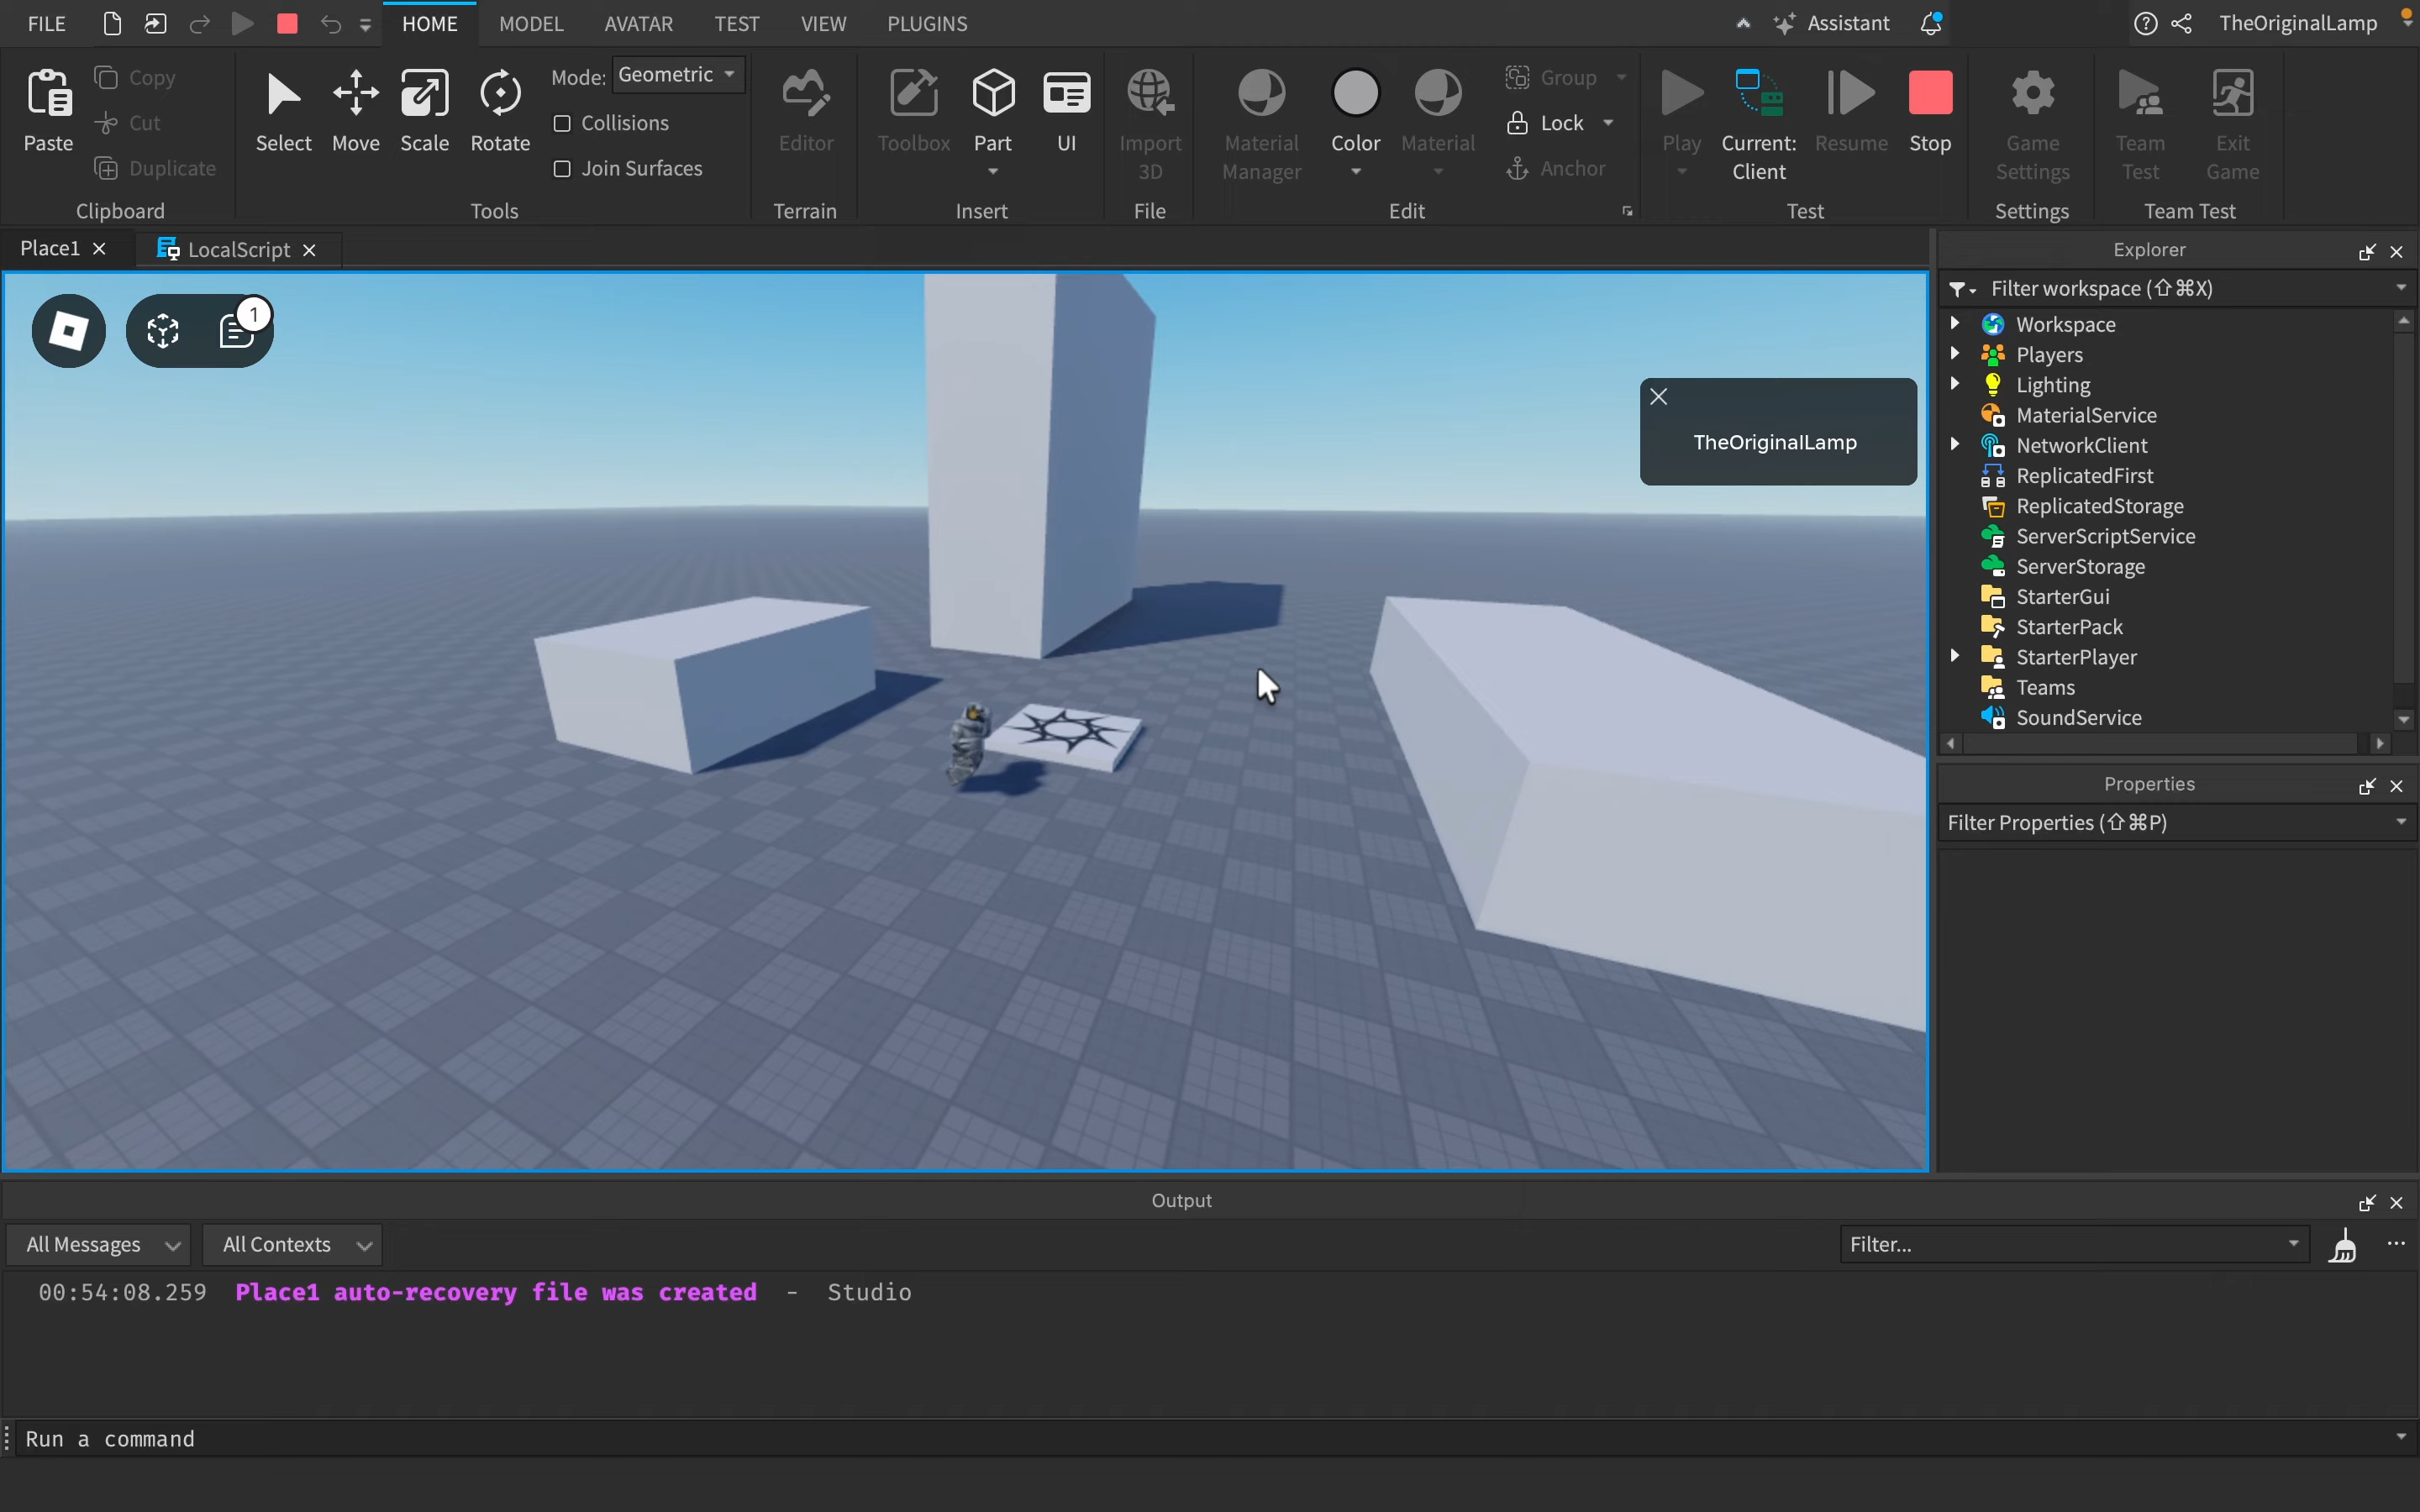 FILE HOME MODEL AVATAR TEST VIEW PLUGINS Assistant TheOriginalLamp
Paste
Copy
Cut
Duplicate
Clipboard
Select Move Scale Rotate
Mode: Geometric
Collisions
Join Surfaces
Tools
Editor
Terrain
Toolbox Part UI
Insert
Import
3D
File
Material
Manager
Color Material
Group
Lock
Anchor
Edit
Play
Current:
Client
Resume Stop
Test
Game
Settings
Settings
Team
Test
Exit
Game
Team Test
Place1 LocalScript
1
TheOriginalLamp
Explorer
Filter workspace (⇧⌘X)
Workspace
Players
Lighting
MaterialService
NetworkClient
ReplicatedFirst
ReplicatedStorage
ServerScriptService
ServerStorage
StarterGui
StarterPack
StarterPlayer
Teams
SoundService
Properties
Filter Properties (⇧⌘P)
Output
All Messages All Contexts Filter...
00:54:08.259 Place1 auto-recovery file was created - Studio
Run a command